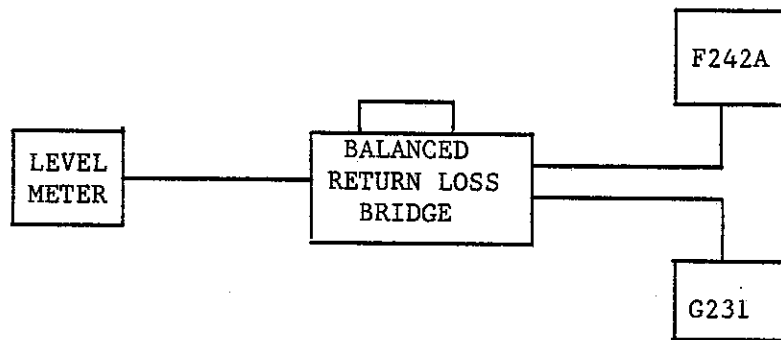 F242A
LEVEL
METER
BALANCED
RETURN LOSS
BRIDGE
G231